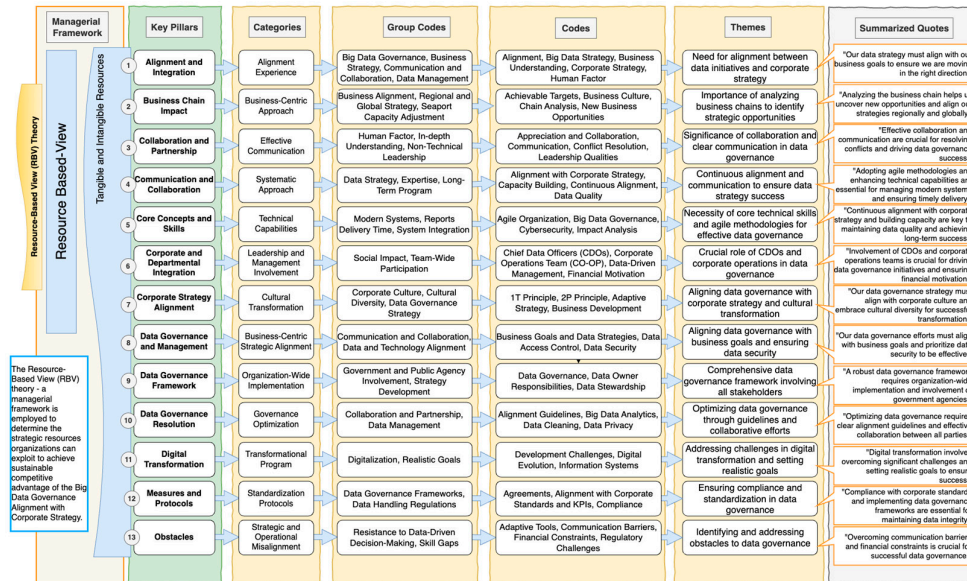 Managerial
Framework
Key Pillars
Categories
Group Codes
Codes
Themes
Summarized Quotes
Resource-Based View (RBV) Theory
Resource Based-View
Tangible and Intangible Resources
The Resource-
Based View (RBV)
theory - a
managerial
framework is
employed to
determine the
strategic resources
organizations can
exploit to achieve
sustainable
competitive
advantage of the Big
Data Governance
Alignment with
Corporate Strategy.
1
Alignment and
Integration
Alignment
Experience
Big Data Governance, Business
Strategy, Communication and
Collaboration, Data Management
Alignment, Big Data Strategy, Business
Understanding, Corporate Strategy,
Human Factor
Need for alignment between
data initiatives and corporate
strategy
"Our data strategy must align with ou
business goals to ensure we are movin
in the right direction.
2
Business Chain
Impact
Business-Centric
Approach
Business Alignment, Regional and
Global Strategy, Seaport
Capacity Adjustment
Achievable Targets, Business Culture,
Chain Analysis, New Business
Opportunities
Importance of analyzing
business chains to identify
strategic opportunities
"Analyzing the business chain helps u
uncover new opportunities and align ou
strategies regionally and globally
3
Collaboration and
Partnership
Effective
Communication
Human Factor, In-depth
Understanding, Non-Technical
Leadership
Appreciation and Collaboration,
Communication, Conflict Resolution,
Leadership Qualities
Significance of collaboration and
clear communication in data
governance
"Effective collaboration an
communication are crucial for resolvin
conflicts and driving data governanc
success
4
Communication and
Collaboration
Systematic
Approach
Data Strategy, Expertise, Long-
Term Program
Alignment with Corporate Strategy,
Capacity Building, Continuous Alignment,
Data Quality
Continuous alignment and
communication to ensure data
strategy success
"Adopting agile methodologies an
enhancing technical capabilities a
essential for managing modern system
and ensuring timely delivery
5
Core Concepts and
Skills
Technical
Capabilities
Modern Systems, Reports
Delivery Time, System Integration
Agile Organization, Big Data Governance,
Cybersecurity, Impact Analysis
Necessity of core technical skills
and agile methodologies for
effective data governance
"Continuous alignment with corporat
strategy and building capacity are key f
maintaining data quality and achievin
long-term success
6
Corporate and
Departmental
Integration
Leadership and
Management
Involvement
Social Impact, Team-Wide
Participation
Chief Data Officers (CDOs), Corporate
Operations Team (CO-OP), Data-Driven
Management, Financial Motivation
Crucial role of CDOs and
corporate operations in data
governance
"Involvement of CDOs and corpora
operations teams is crucial for drivin
data governance initiatives and ensurin
financial motivation.
7
Corporate Strategy
Alignment
Cultural
Transformation
Corporate Culture, Cultural
Diversity, Data Governance
Strategy
1T Principle, 2P Principle, Adaptive
Strategy, Business Development
Aligning data governance with
corporate strategy and cultural
transformation
"Our data governance strategy mus
align with corporate culture an
embrace cultural diversity for successfu
transformation.
8
Data Governance
and Management
Business-Centric
Strategic Alignment
Communication and Collaboration,
Data and Technology Alignment
Business Goals and Data Strategies, Data
Access Control, Data Security
Aligning data governance with
business goals and ensuring
data security
"Our data governance efforts must alig
with business goals and prioritize dat
security to be effective
9
Data Governance
Framework
Organization-Wide
Implementation
Government and Public Agency
Involvement, Strategy
Development
Data Governance, Data Owner
Responsibilities, Data Stewardship
Comprehensive data
governance framework involving
all stakeholders
"A robust data governance framewor
requires organization-wid
implementation and involvement o
government agencies.
10
Data Governance
Resolution
Governance
Optimization
Collaboration and Partnership,
Data Management
Alignment Guidelines, Big Data Analytics,
Data Cleaning, Data Privacy
Optimizing data governance
through guidelines and
collaborative efforts
"Optimizing data governance require
clear alignment guidelines and effectiv
collaboration between all parties.
11
Digital
Transformation
Transformational
Program
Digitalization, Realistic Goals
Development Challenges, Digital
Evolution, Information Systems
Addressing challenges in digital
transformation and setting
realistic goals
"Digital transformation involve
overcoming significant challenges an
setting realistic goals to ensur
success
12
Measures and
Protocols
Standardization
Protocols
Data Governance Frameworks,
Data Handling Regulations
Agreements, Alignment with Corporate
Standards and KPIs, Compliance
Ensuring compliance and
standardization in data
governance
"Compliance with corporate standard
and implementing data governanc
frameworks are essential fo
maintaining data integrity
13
Obstacles
Strategic and
Operational
Misalignment
Resistance to Data-Driven
Decision-Making, Skill Gaps
Adaptive Tools, Communication Barriers,
Financial Constraints, Regulatory
Challenges
Identifying and addressing
obstacles to data governance
"Overcoming communication barrier
and financial constraints is crucial fo
successful data governance.